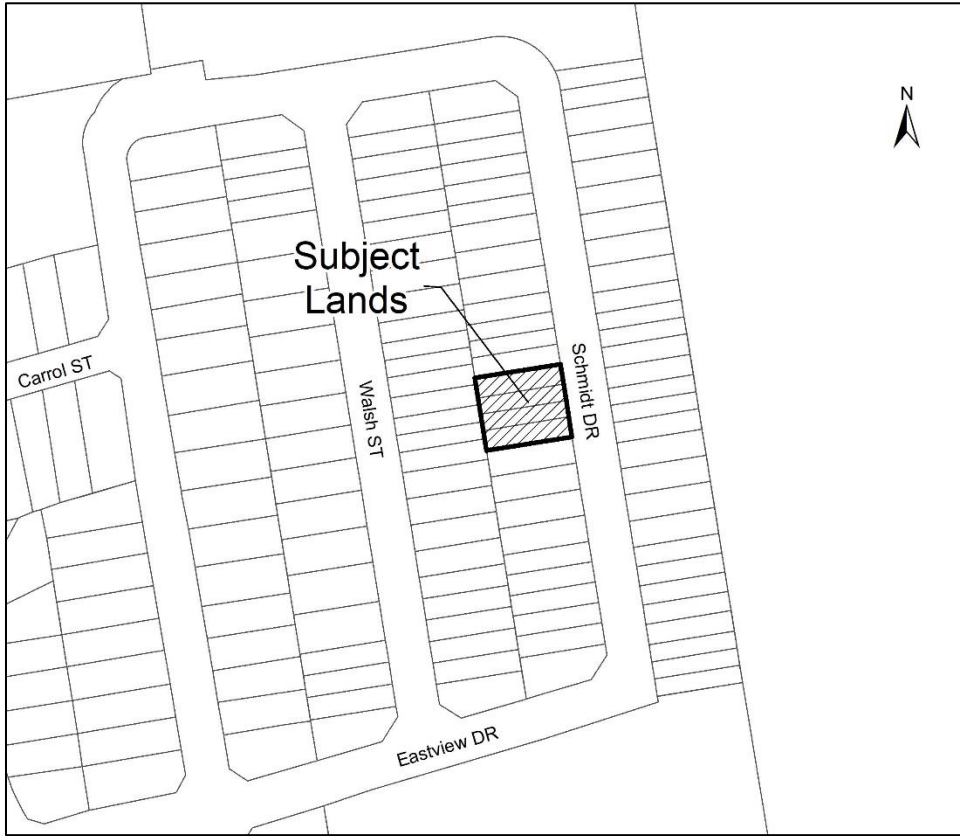 N
Subject
Lands
Schmidt DR
Carrol ST
Walsh ST
Eastview DR